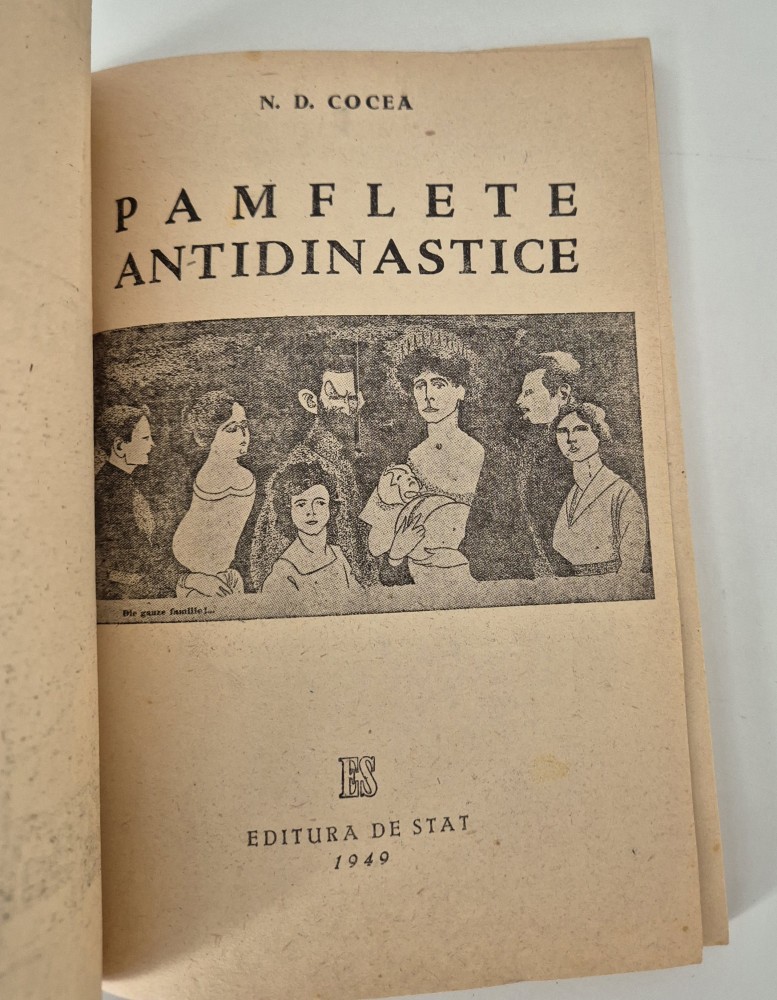 N. D. COCEA
PAMFLETE
ANTIDINASTICE
Die ganze familie!...
ES
EDITURA DE STAT
1949